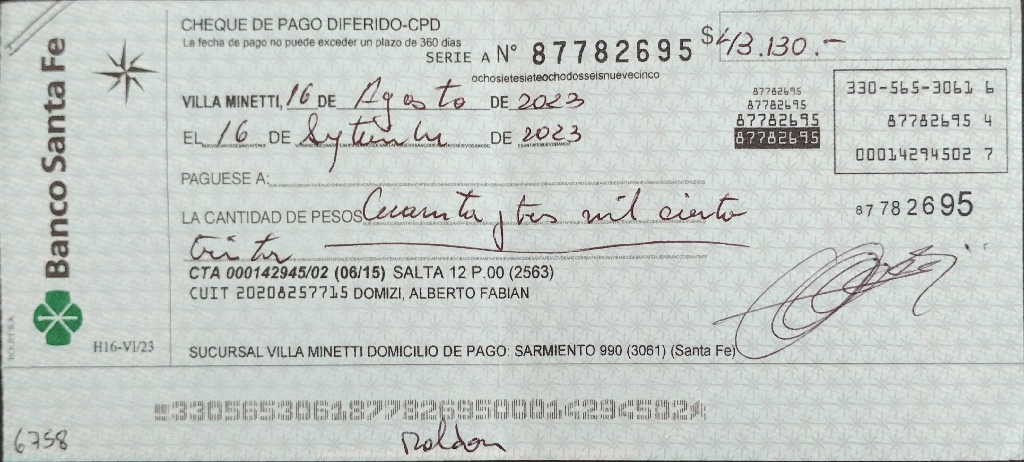 Banco Santa Fe
H16-VI/23
CHEQUE DE PAGO DIFERIDO-CPD
La fecha de pago no puede exceder un plazo de 360 días
SERIE A N° 87782695 $43.130.-
ochosietesieteochodosseisnuevecinco
VILLA MINETTI, 16 DE Agosto DE 2023
EL 16 DE Septiembre DE 2023
87782695
87782695
87782695
87782695
330-565-3061 6
87782695 4
00014294502 7
PAGUESE A:
87782695
LA CANTIDAD DE PESOS Cuarenta y tres mil ciento
treinta
CTA 000142945/02 (06/15) SALTA 12 P.00 (2563)
CUIT 20208257715 DOMIZI, ALBERTO FABIAN
SUCURSAL VILLA MINETTI DOMICILIO DE PAGO: SARMIENTO 990 (3061) (Santa Fe)
6758
Roldon